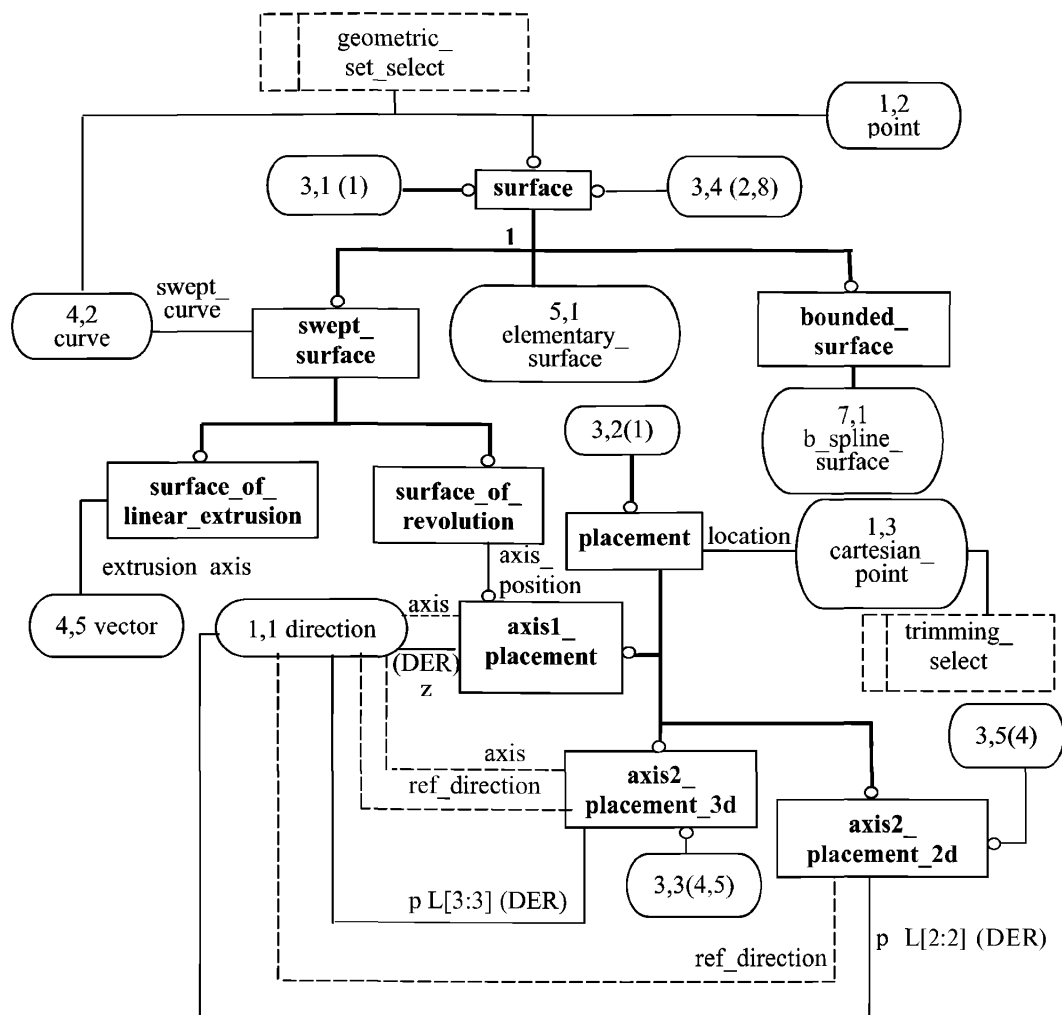 geometric_
set_select
1,2
point
3,1 (1)
surface
3,4 (2,8)
1
4,2
curve
swept_
curve
swept_
surface
5,1
elementary_
surface
bounded_
surface
3,2(1)
7,1
b_spline_
surface
surface_of_
linear_extrusion
surface_of_
revolution
placement
location
1,3
cartesian_
point
extrusion axis
axis_
position
4,5 vector
1,1 direction
axis
(DER)
z
axis1_
placement
trimming_
select
axis
ref_direction
axis2_
placement_3d
3,5(4)
axis2_
placement_2d
p L[3:3] (DER)
3,3(4,5)
p L[2:2] (DER)
ref_direction